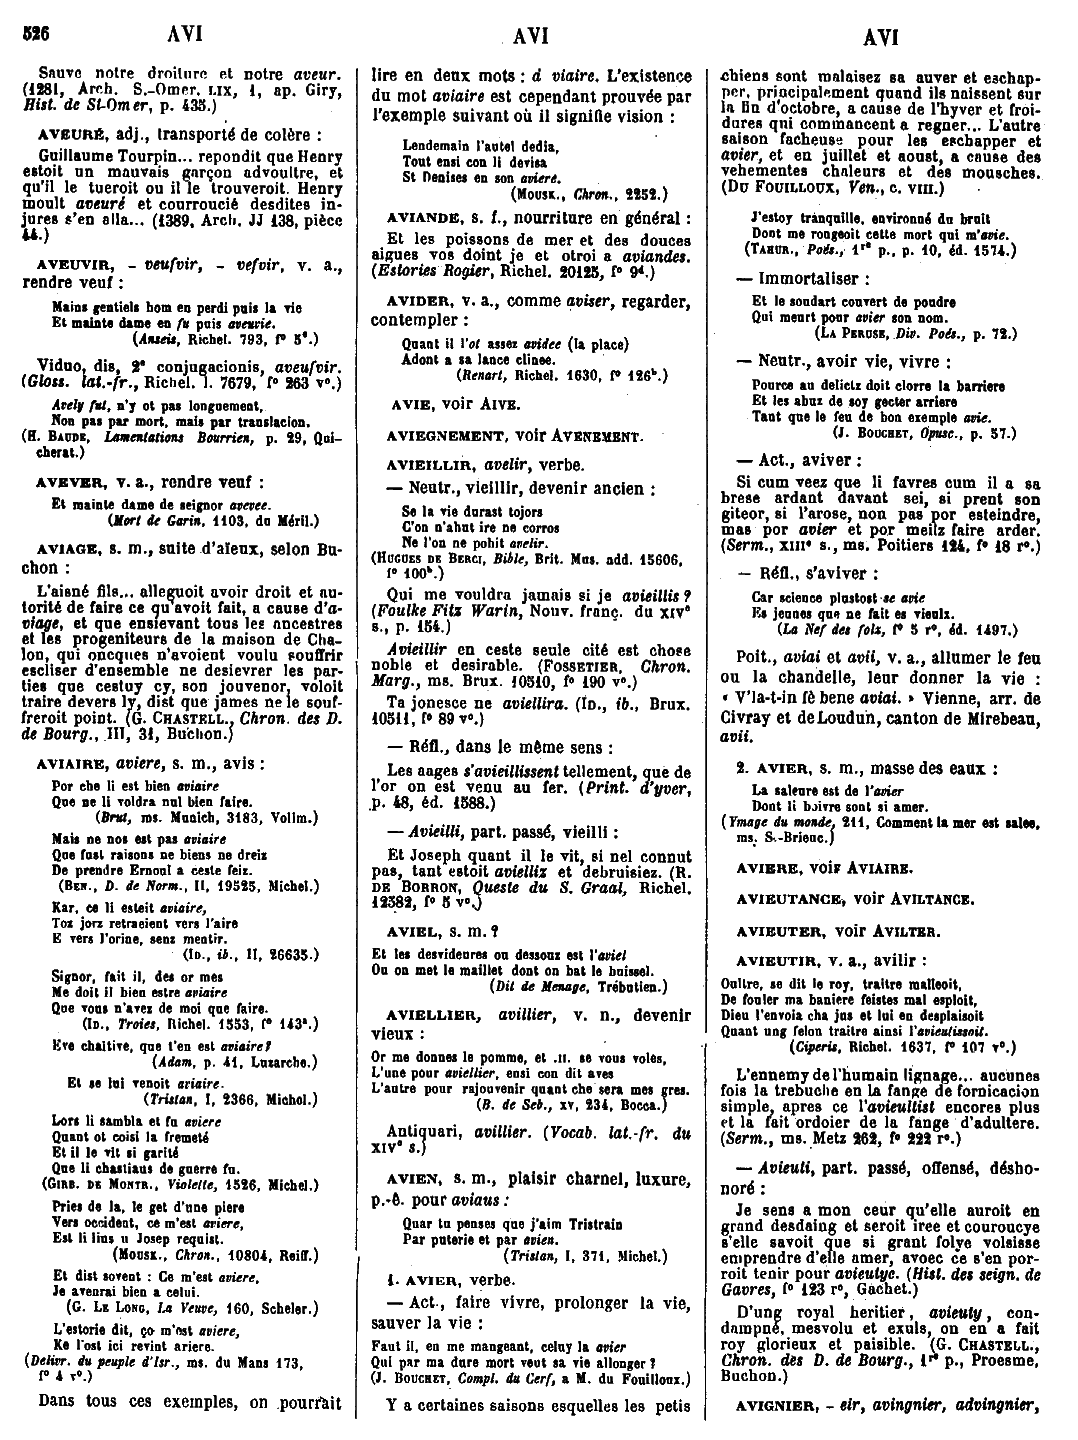 526 AVI AVI AVI
Sauve notre droiture et notre aveur.
(1281, Arch. S.-Omer. LIX, 1, ap. Giry,
Hist. de St-Omer, p. 435.)
AVEURÉ, adj., transporté de colère :
Guillaume Tourpin... repondit que Henry
estoit un mauvais garçon advoultre, et
qu'il le tueroit ou il le trouveroit. Henry
moult aveuré et courroucié desdites in-
jures s'en alla... (1389, Arch. JJ 138, pièce
44.)
AVEUVIR, - veufvir, - vefvir, v. a.,
rendre veuf :
Mains gentiels hom en perdi puis la vie
Et mainte dame en fu puis aveuvie.
(Anseis, Richel. 793, f° 5d.)
Viduo, dis, 2e conjugacionis, aveufvir.
(Gloss. lat.-fr., Richel. l. 7679, f° 263 v°.)
Avely fut, n'y ot pas longuement,
Non pas par mort, mais par translacion.
(H. BAUDE, Lamentations Bourrien, p. 29, Qui-
cherat.)
AVEVER, v. a., rendre veuf :
Et mainte dame de seignor avevee.
(Mort de Garin, 1103, du Méril.)
AVIAGE, s. m., suite d'aïeux, selon Bu-
chon :
L'aisné fils... alleguoit avoir droit et au-
torité de faire ce qu'avoit fait, a cause d'a-
viage, et que ensievant tous les ancestres
et les progeniteurs de la maison de Cha-
lon, qui oncques n'avoient voulu souffrir
escliser d'ensemble ne desievrer les par-
ties que cestuy cy, son jouvenor, voloit
traire devers ly, dist que james ne le souf-
freroit point. (G. CHASTELL., Chron. des D.
de Bourg., III, 31, Buchon.)
AVIAIRE, aviere, s. m., avis :
Por che li est bien aviaire
Que ne li voldra nul bien faire.
(Brut, ms. Munich, 3183, Vollm.)
Mais ne nos est pas aviaire
Que fust raisons ne biens ne dreiz
De prendre Ernoul a ceste feiz.
(BEN., D. de Norm., II, 19525, Michel.)
Kar, ce li esteit aviaire,
Toz jorz retraeient vers l'aire
E vers l'orine, senz mentir.
(ID., ib., II, 26635.)
Signor, fait il, des or mes
Me doit il bien estre aviaire
Que vous n'avez de moi que faire.
(ID., Troies, Richel. 1553, f° 143a.)
Eve chaitive, que t'en est aviaire?
(Adam, p. 41, Luzarche.)
Et se lui venoit aviaire.
(Tristan, I, 2366, Michel.)
Lors li sambla et fu aviere
Quant ot coisi la fremeté
Et il le vit si garité
Que li chastiaus de guerre fu.
(GIRB. DE MONTR., Violette, 1526, Michel.)
Pries de la, le get d'une piere
Vers occident, ce m'est aviere,
Est li lius u Josep requist.
(MOUSK., Chron., 10804, Reiff.)
Et dist sovent : Ce m'est aviere,
Je avenrai bien a celui.
(G. LE LONG, La Veuve, 160, Scheler.)
L'estorie dit, ço m'est aviere,
Ke l'ost ici revint ariere.
(Delivr. du peuple d'Isr., ms. du Mans 173,
f° 4 v°.)
Dans tous ces exemples, on pourrait
lire en deux mots : a viaire. L'existence
du mot aviaire est cependant prouvée par
l'exemple suivant où il signifie vision :
Lendemain l'autel dedia,
Tout ensi con li devisa
St Denises en son aviere.
(MOUSK., Chron., 2252.)
AVIANDE, s. f., nourriture en général :
Et les poissons de mer et des douces
aigues vos doint je et otroi a aviandes.
(Estories Rogier, Richel. 20125, f° 9d.)
AVIDER, v. a., comme aviser, regarder,
contempler :
Quant il l'ot assez avidee (la place)
Adont a sa lance clinee.
(Renart, Richel. 1630, f° 126b.)
AVIE, voir AIVE.
AVIEGNEMENT, voir AVENEMENT.
AVIEILLIR, avelir, verbe.
— Neutr., vieillir, devenir ancien :
Se la vie durast tojors
C'on n'ahut ire ne corros
Ne l'on ne pohit avelir.
(HUGUES DE BERCI, Bible, Brit. Mus. add. 15606,
f° 100b.)
Qui me vouldra jamais si je avieillis?
(Foulke Fitz Warin, Nouv. franç. du XIVe
s., p. 154.)
Avieillir en ceste seule cité est chose
noble et desirable. (FOSSETIER, Chron.
Marg., ms. Brux. 10510, f° 190 v°.)
Ta jonesce ne aviellira. (ID., ib., Brux.
10511, f° 89 v°.)
— Réfl., dans le même sens :
Les aages s'avieillissent tellement, que de
l'or on est venu au fer. (Print. d'yver,
p. 48, éd. 1588.)
— Avieilli, part. passé, vieilli :
Et Joseph quant il le vit, si nel connut
pas, tant estoit avielliz et debruisiez. (R.
DE BORRON, Queste du S. Graal, Richel.
12582, f° 5 v°.)
AVIEL, s. m.?
Et les desvideures on dessouz est l'aviel
Ou on met le maillet dont on bat le buissel.
(Dit de Menage, Trébutien.)
AVIELLIER, avillier, v. n., devenir
vieux :
Or me donnes le pomme, et .II. se vous volés,
L'une pour aviellier, ensi con dit aves
L'autre pour rajouvenir quant che sera mes gres.
(B. de Seb., XV, 234, Bocca.)
Antiquari, avillier. (Vocab. lat.-fr. du
XIVe s.)
AVIEN, s. m., plaisir charnel, luxure,
p.-ê. pour aviaus :
Quar tu penses que j'aim Tristrain
Par puterie et par avien.
(Tristan, I, 371, Michel.)
1. AVIER, verbe.
— Act., faire vivre, prolonger la vie,
sauver la vie :
Faut il, en me mangeant, celuy la avier
Qui par ma dure mort veut sa vie allonger?
(J. BOUCHET, Compl. du Cerf, a M. du Fouilloux.)
Y a certaines saisons esquelles les petis
chiens sont malaisez sa auver et eschap-
per, principalement quand ils naissent sur
la fin d'octobre, a cause de l'hyver et froi-
dures qui commancent a regner... L'autre
saison facheuse pour les eschapper et
avier, et en juillet et aoust, a cause des
vehementes chaleurs et des mousches.
(DU FOUILLOUX, Ven., c. VIII.)
J'estoy tranquille, environné du bruit
Dont me rongeoit cette mort qui m'avie.
(TAHUR., Poés., 1re p., p. 10, éd. 1574.)
— Immortaliser :
Et le soudart couvert de poudre
Qui meurt pour avier son nom.
(LA PERUSE, Div. Poés., p. 72.)
— Neutr., avoir vie, vivre :
Pource au delictz doit clorre la barriere
Et les abuz de soy gecter arriere
Tant que le feu de bon exemple avie.
(J. BOUCHET, Opusc., p. 57.)
— Act., aviver :
Si cum veez que li favres cum il a sa
brese ardant davant sei, si prent son
giteor, si l'arose, non pas por esteindre,
mas por avier et por meilz faire arder.
(Serm., XIIIe s., ms. Poitiers 124, f° 18 r°.)
— Réfl., s'aviver :
Car science plustost se avie
Es jeunes que ne fait es vieulx.
(La Nef des folz, f° 5 r°, éd. 1497.)
Poit., aviai et avii, v. a., allumer le feu
ou la chandelle, leur donner la vie :
« V'la-t-in fè bene aviai. » Vienne, arr. de
Civray et de Loudun, canton de Mirebeau,
avii.
2. AVIER, s. m., masse des eaux :
La saleure est de l'avier
Dont li boivre sont si amer.
(Ymage du monde, 211, Comment la mer est salee,
ms. S.-Brieuc.)
AVIERE, voir AVIAIRE.
AVIEUTANCE, voir AVILTANCE.
AVIEUTER, voir AVILTER.
AVIEUTIR, v. a., avilir :
Oultre, se dit le roy, traitre malleoit,
De fouler ma baniere feistes mal esploit,
Dieu l'envoia cha jus et lui en desplaisoit
Quant ung felon traitre ainsi l'avieutissoit.
(Ciperis, Richel. 1637, f° 107 v°.)
L'ennemy de l'humain lignage... aucunes
fois la trebuche en la fange de fornicacion
simple, apres ce l'avieultist encores plus
et la fait ordoier de la fange d'adultere.
(Serm., ms. Metz 262, f° 222 r°.)
— Avieuti, part. passé, offensé, désho-
noré :
Je sens a mon ceur qu'elle auroit en
grand desdaing et seroit iree et couroucye
s'elle savoit que si grant folye volsisse
emprendre d'elle amer, avoec ce s'en por-
roit tenir pour avieutye. (Hist. des seign. de
Gavres, f° 123 r°, Gachet.)
D'ung royal heritier, avieuty, con-
dampné, mesvolu et exuls, on en a fait
roy glorieux et paisible. (G. CHASTELL.,
Chron. des D. de Bourg., 1re p., Proesme,
Buchon.)
AVIGNIER, - eir, avingnier, advingnier,